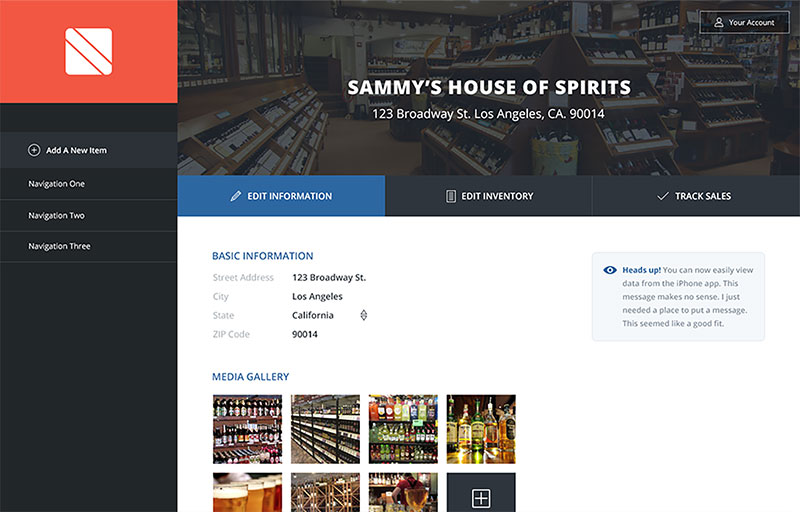 Your Account
SAMMY’S HOUSE OF SPIRITS
123 Broadway St. Los Angeles, CA. 90014
Add A New Item
Navigation One
Navigation Two
Navigation Three
EDIT INFORMATION
EDIT INVENTORY
TRACK SALES
BASIC INFORMATION
Street Address 123 Broadway St.
City Los Angeles
State California
ZIP Code 90014
Heads up! You can now easily view
data from the iPhone app. This
message makes no sense. I just
needed a place to put a message.
This seemed like a good fit.
MEDIA GALLERY